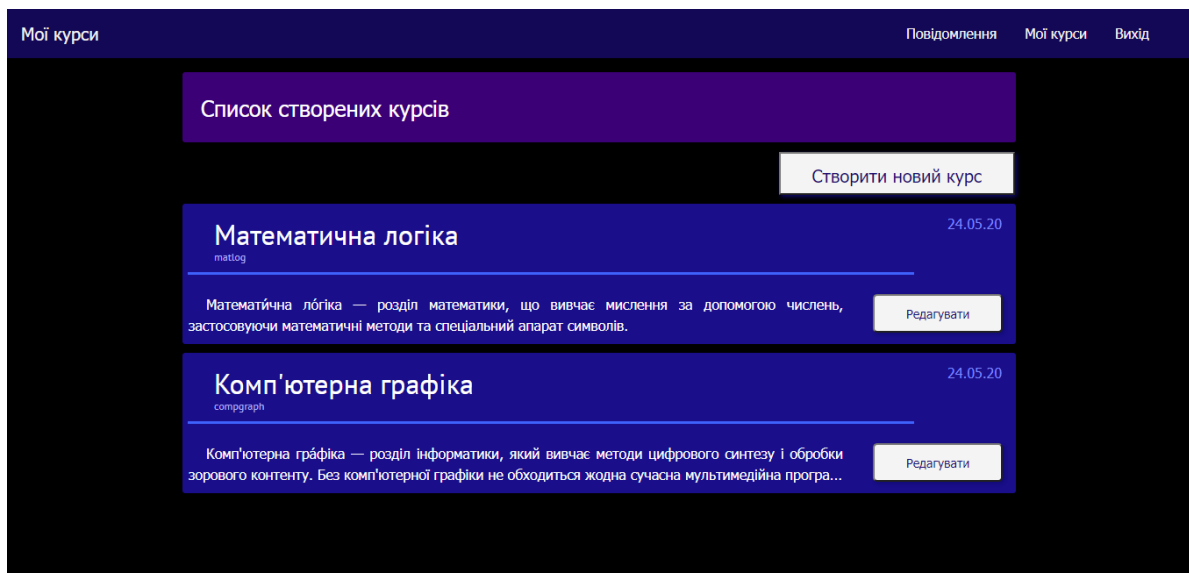 Мої курси
Повідомлення Мої курси Вихід
Список створених курсів
Створити новий курс
Математична логіка
24.05.20
matlog
Математи́чна ло́гіка — розділ математики, що вивчає мислення за допомогою числень,
застосовуючи математичні методи та спеціальний апарат символів.
Редагувати
Комп'ютерна графіка
24.05.20
compgraph
Комп'ютерна гра́фіка — розділ інформатики, який вивчає методи цифрового синтезу і обробки
зорового контенту. Без комп'ютерної графіки не обходиться жодна сучасна мультимедійна програ...
Редагувати